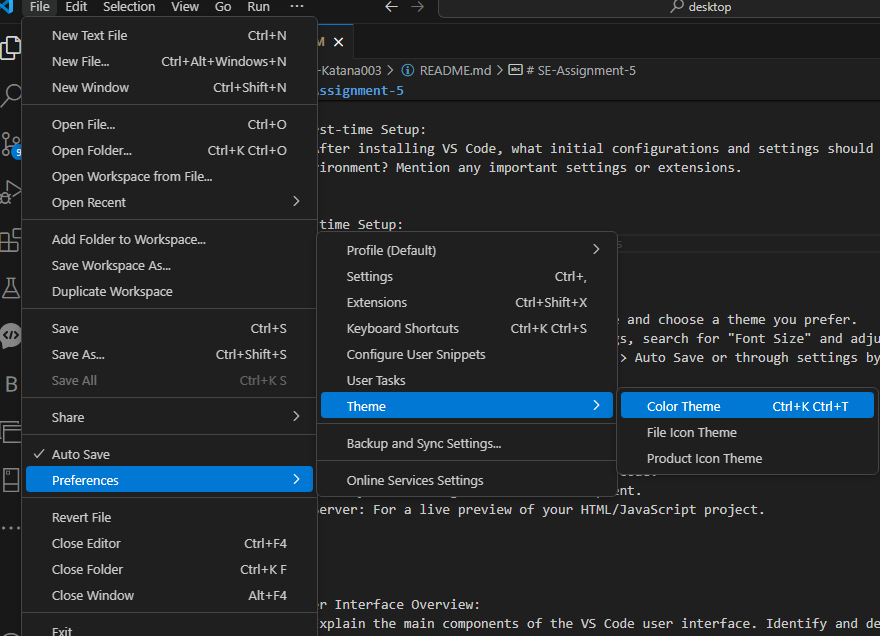 File Edit Selection View Go Run ··· desktop
New Text File Ctrl+N
New File... Ctrl+Alt+Windows+N
New Window Ctrl+Shift+N
Open File... Ctrl+O
Open Folder... Ctrl+K Ctrl+O
Open Workspace from File...
Open Recent
Add Folder to Workspace...
Save Workspace As...
Duplicate Workspace
Save Ctrl+S
Save As... Ctrl+Shift+S
Save All Ctrl+K S
Share
Auto Save
Preferences
Revert File
Close Editor Ctrl+F4
Close Folder Ctrl+K F
Close Window Alt+F4
Exit
Profile (Default)
Settings Ctrl+,
Extensions Ctrl+Shift+X
Keyboard Shortcuts Ctrl+K Ctrl+S
Configure User Snippets
User Tasks
Theme
Backup and Sync Settings...
Online Services Settings
Color Theme Ctrl+K Ctrl+T
File Icon Theme
Product Icon Theme
-Katana003 > README.md > # SE-Assignment-5
ssignment-5
st-time Setup:
fter installing VS Code, what initial configurations and settings should
ironment? Mention any important settings or extensions.
time Setup:
and choose a theme you prefer.
s, search for "Font Size" and adju
> Auto Save or through settings by
nt.
erver: For a live preview of your HTML/JavaScript project.
r Interface Overview:
xplain the main components of the VS Code user interface. Identify and de
9
B